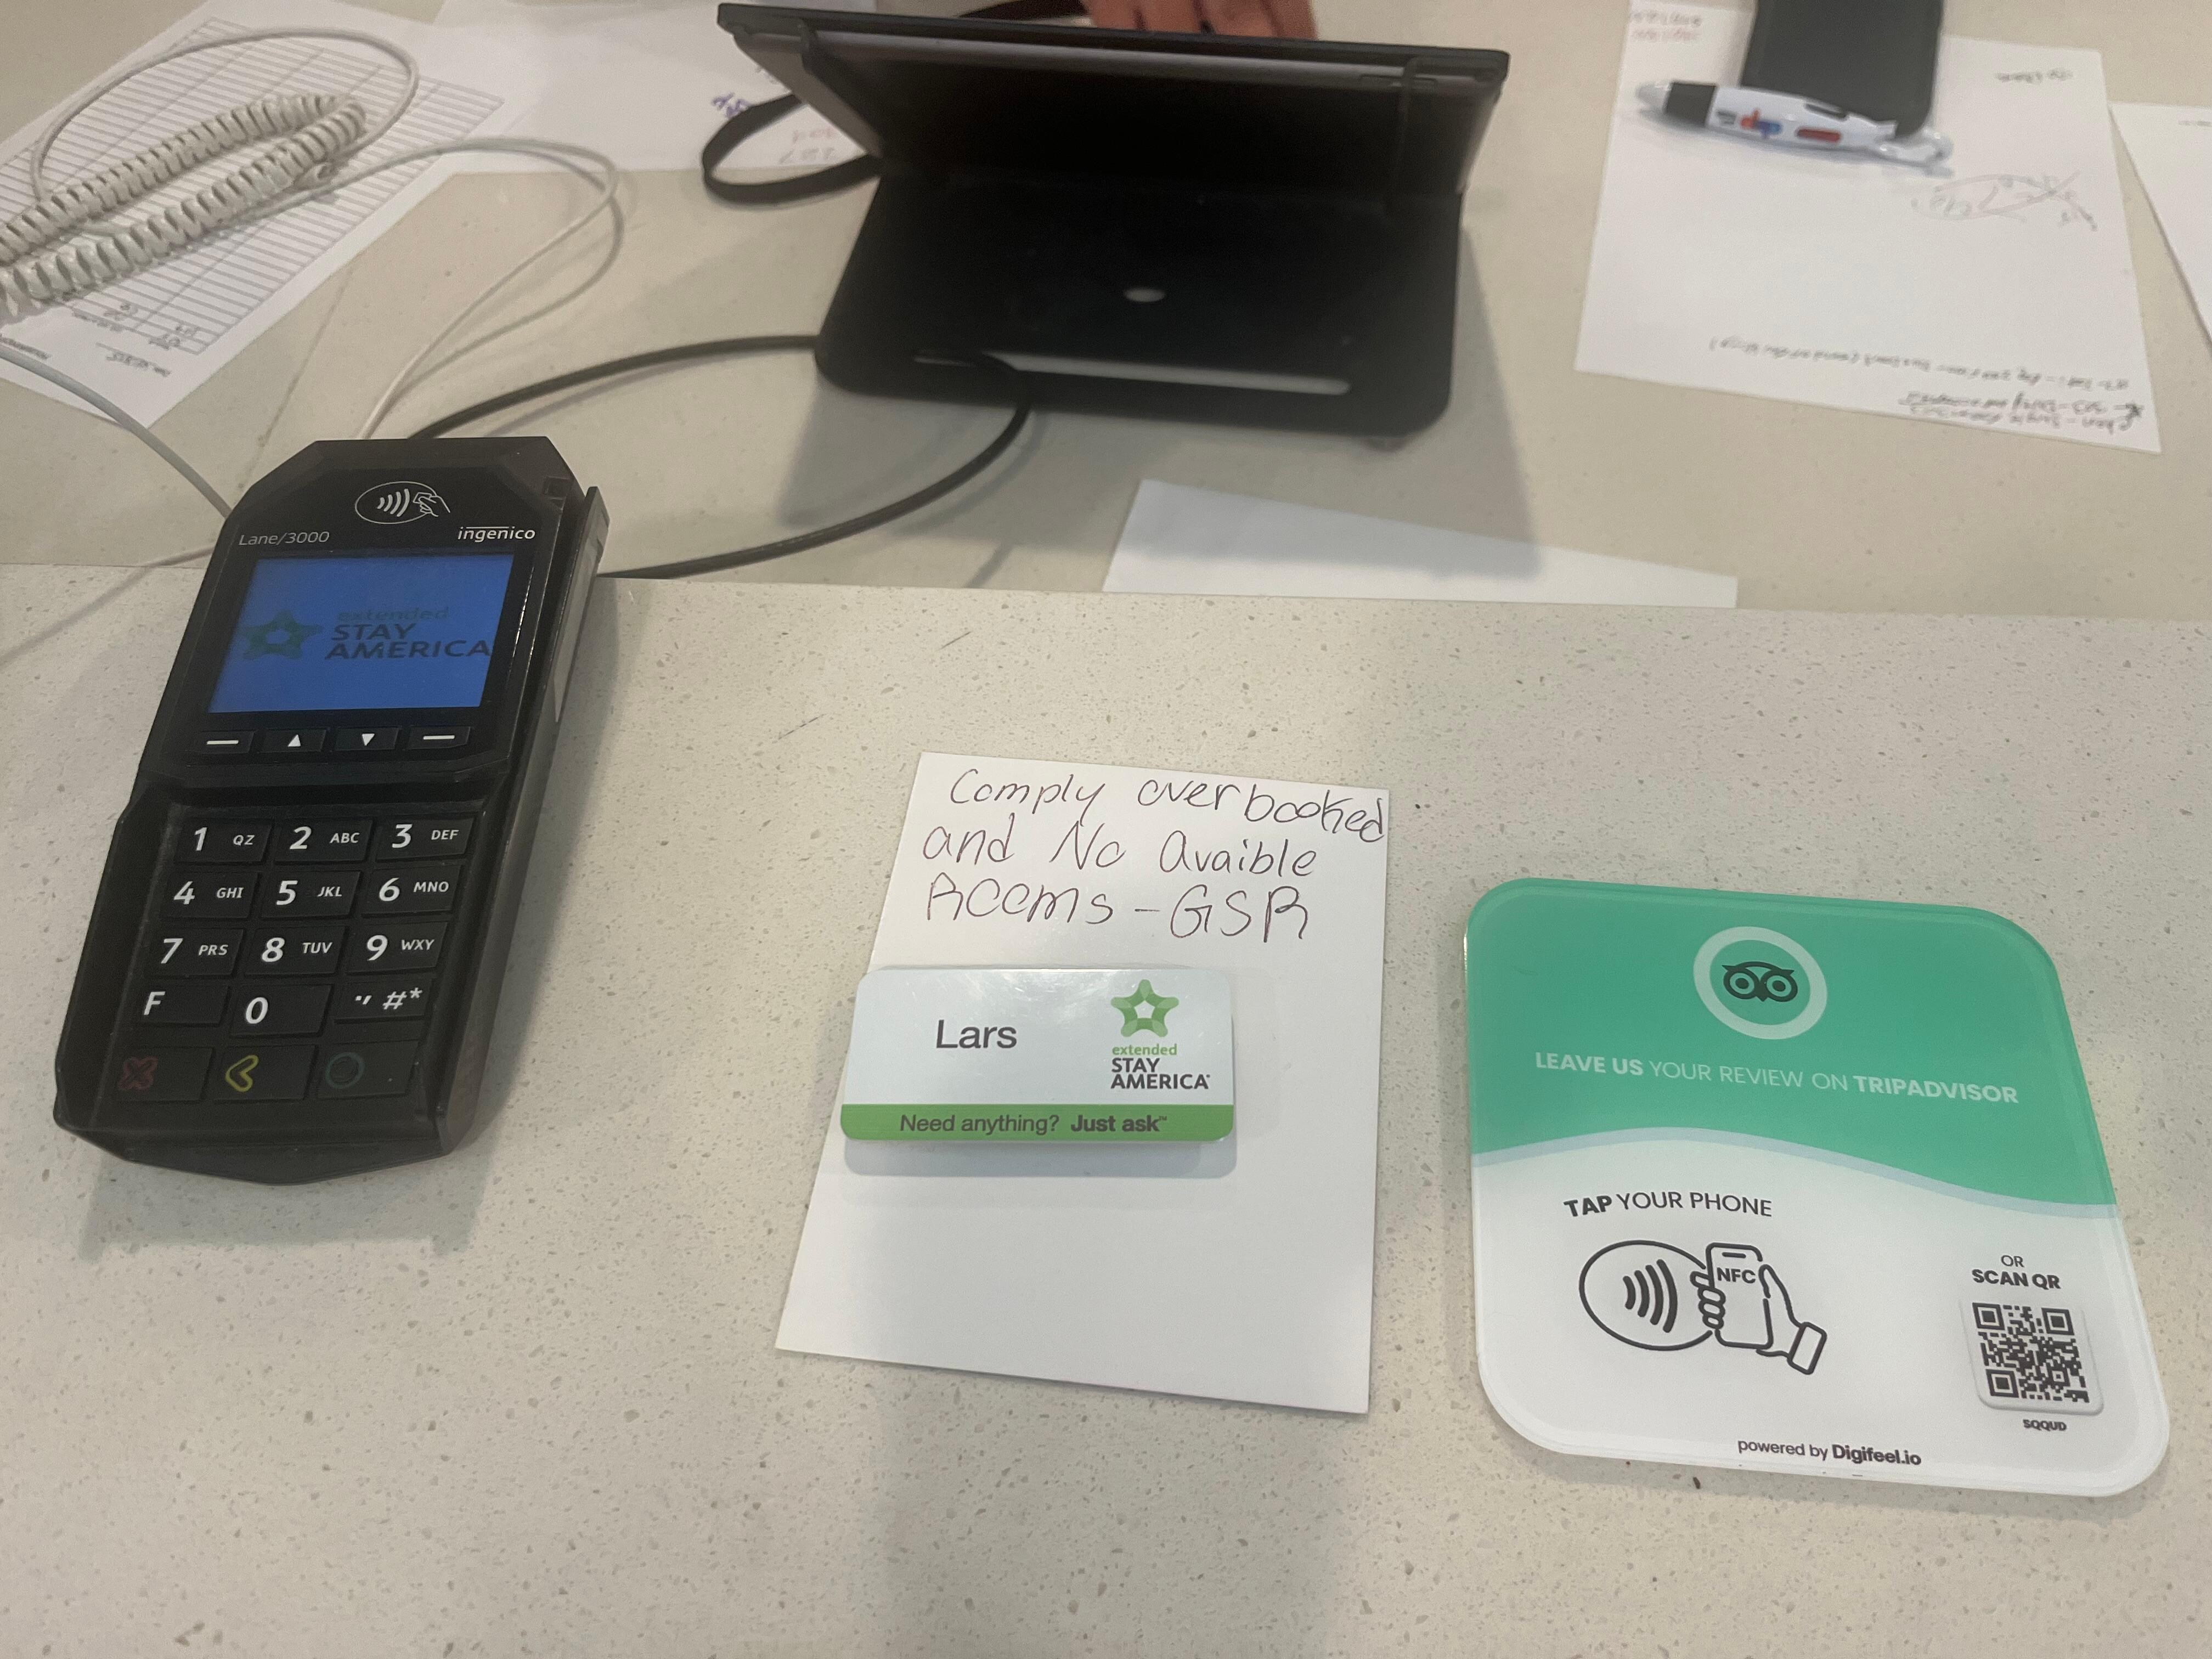 Lane/3000
ingenico
extended
STAY
AMERICA
1 QZ 2 ABC 3 DEF
4 GHI 5 JKL 6 MNO
7 PRS 8 TUV 9 WXY
F 0 ., #*
Comply overbooked
and No Avaible
Rooms - GSR
Lars
extended
STAY
AMERICA
Need anything? Just ask™
LEAVE US YOUR REVIEW ON TRIPADVISOR
TAP YOUR PHONE
NFC
OR
SCAN QR
SQQUD
powered by Digifeel.io